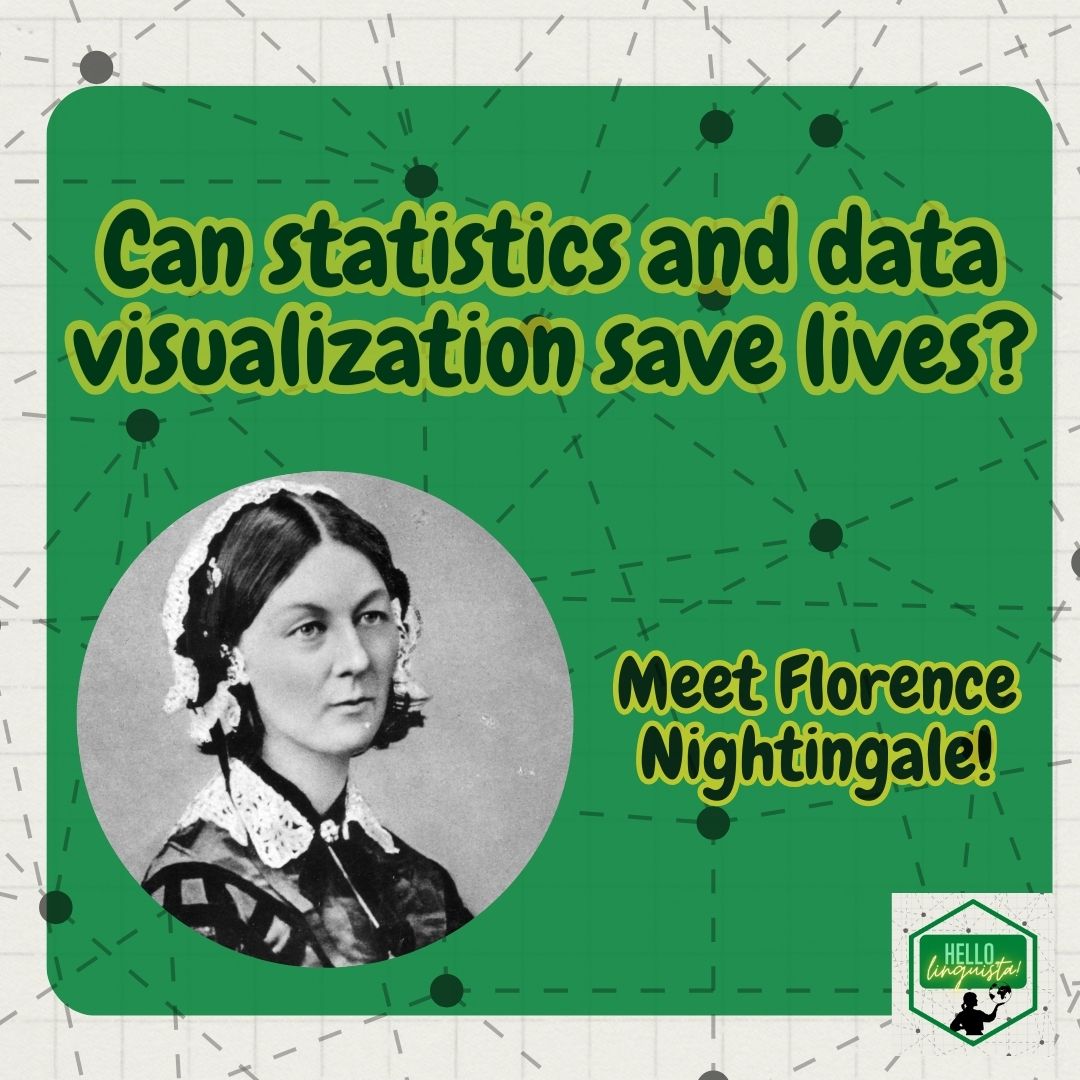 Can statistics and data
visualization save lives?
Meet Florence
Nightingale!
HELLO
linguista!